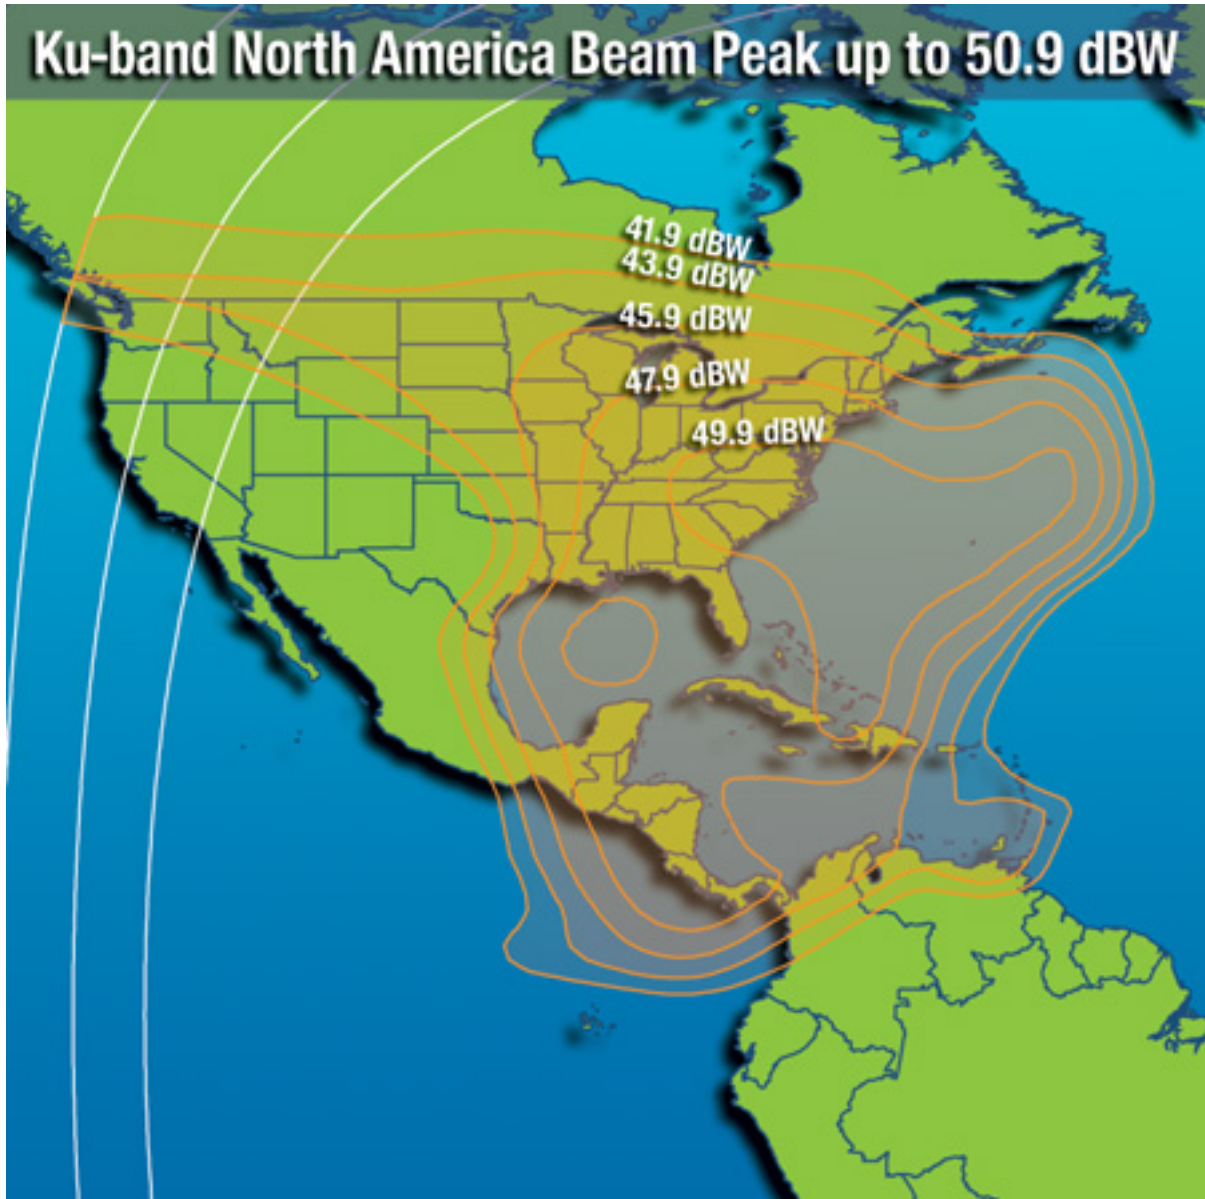 Ku-band North America Beam Peak up to 50.9 dBW
41.9 dBW
43.9 dBW
45.9 dBW
47.9 dBW
49.9 dBW